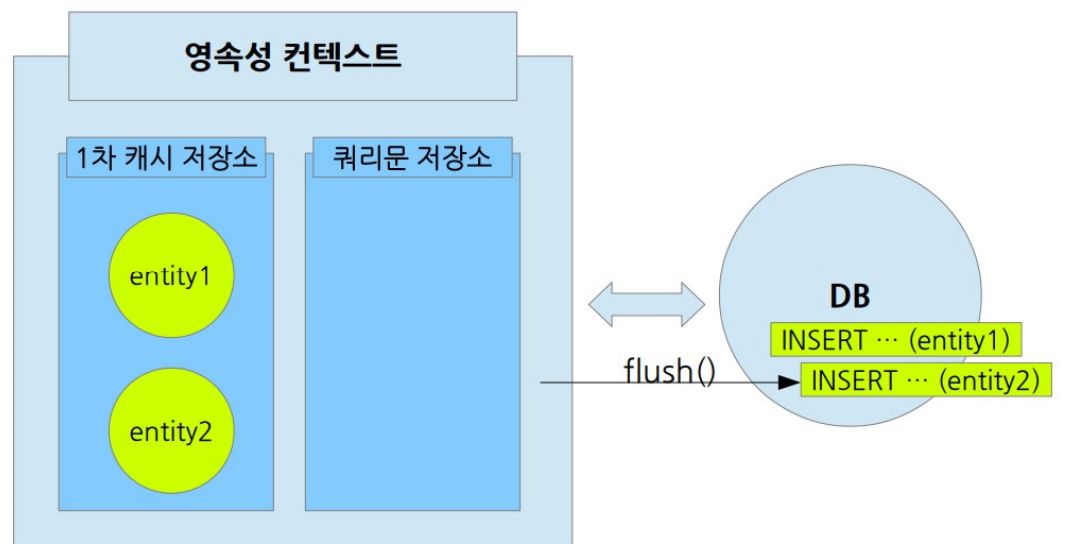 영속성 컨텍스트
1차 캐시 저장소
쿼리문 저장소
entity1
entity2
DB
INSERT ⋯ (entity1)
flush()
INSERT ⋯ (entity2)